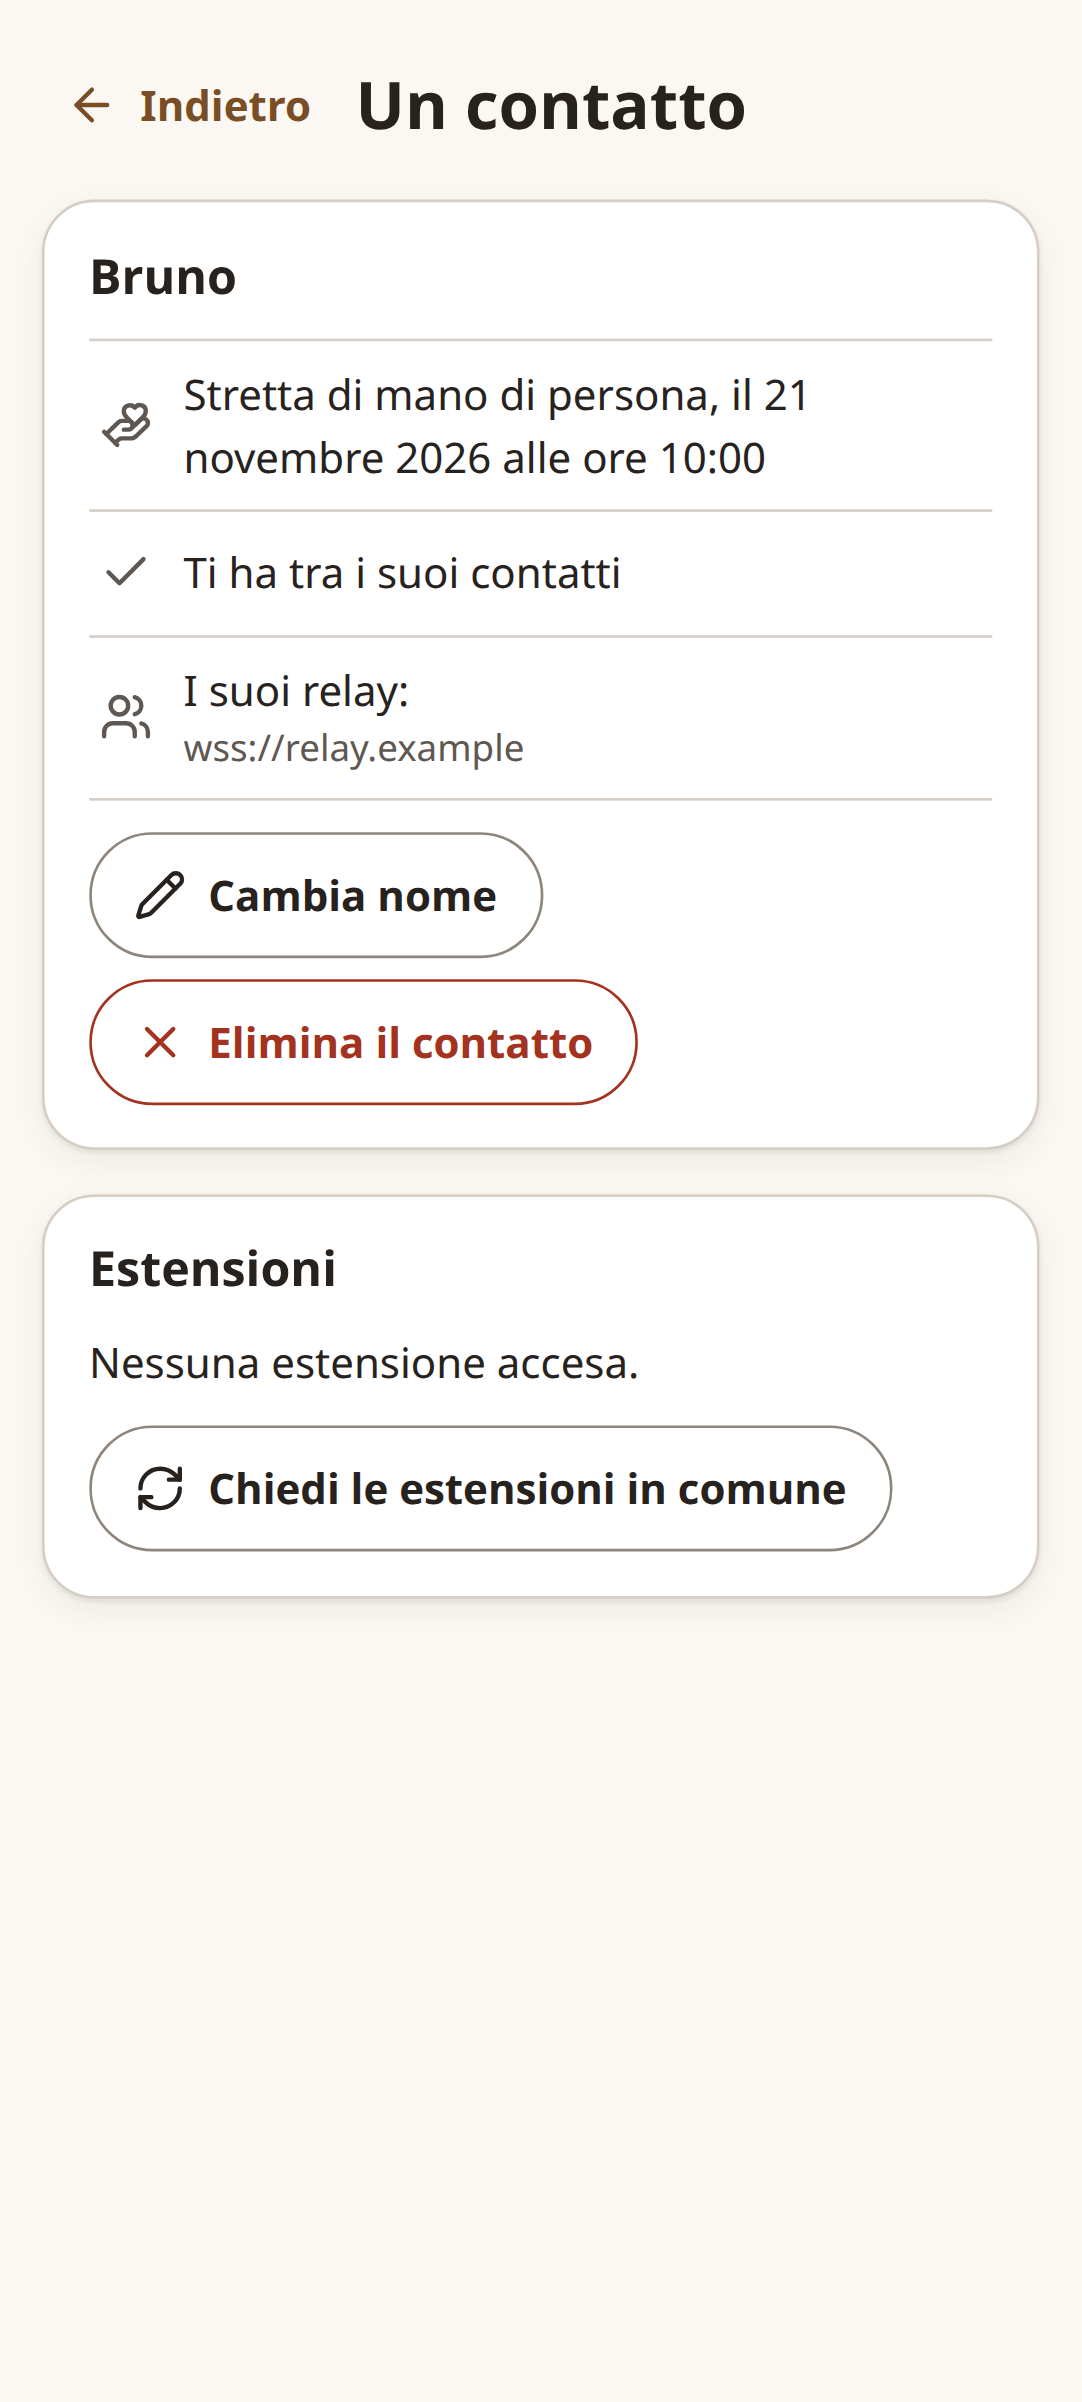 Indietro
Un contatto
Bruno
Stretta di mano di persona, il 21
novembre 2026 alle ore 10:00
Ti ha tra i suoi contatti
I suoi relay:
wss://relay.example
Cambia nome
Elimina il contatto
Estensioni
Nessuna estensione accesa.
Chiedi le estensioni in comune